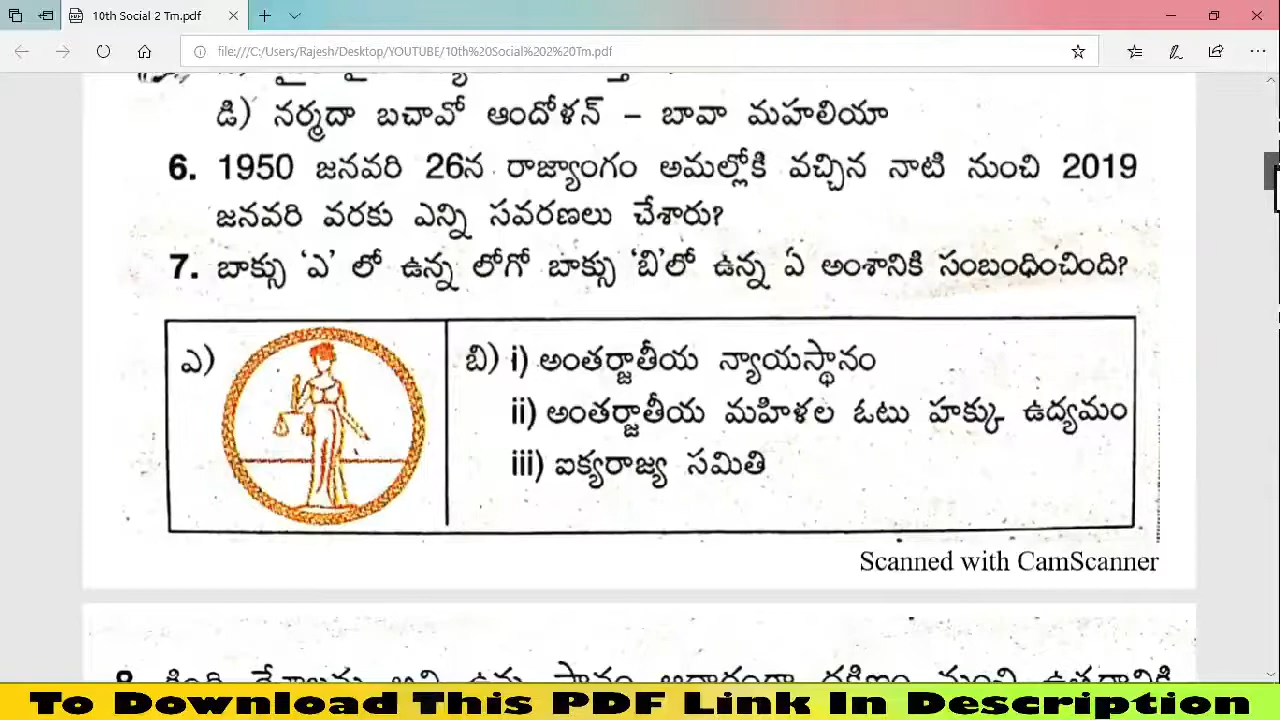 10th Social 2 Tm.pdf
file:///C:/Users/Rajesh/Desktop/YOUTUBE/10th%20Social%202%20Tm.pdf
డి) నర్మదా బచావో ఆందోళన్ – బావా మహలియా
6. 1950 జనవరి 26న రాజ్యాంగం అమల్లోకి వచ్చిన నాటి నుంచి 2019
జనవరి వరకు ఎన్ని సవరణలు చేశారు?
7. బాక్సు 'ఎ' లో ఉన్న లోగో బాక్సు 'బి'లో ఉన్న ఏ అంశానికి సంబంధించింది?
ఎ)
బి) i) అంతర్జాతీయ న్యాయస్థానం
ii) అంతర్జాతీయ మహిళల ఓటు హక్కు ఉద్యమం
iii) ఐక్యరాజ్య సమితి
Scanned with CamScanner
To Download This PDF Link In Description